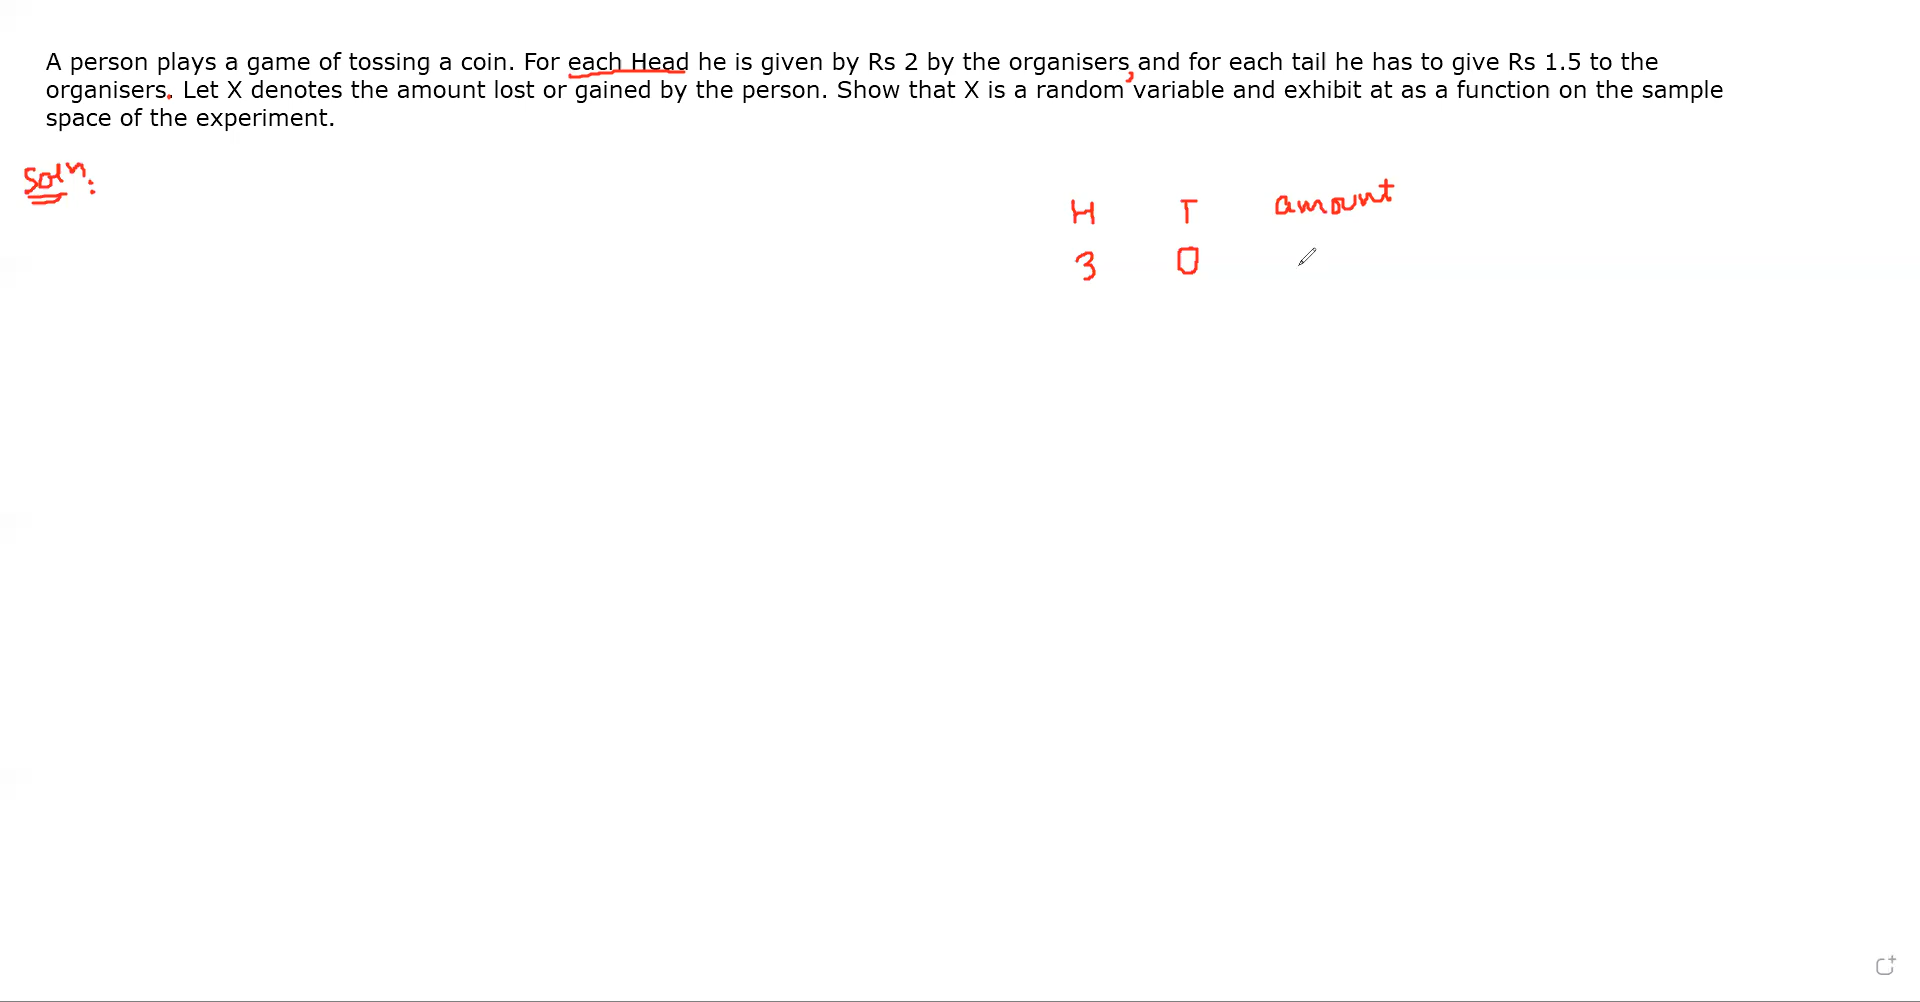 A person plays a game of tossing a coin. For each Head he is given by Rs 2 by the organisers, and for each tail he has to give Rs 1.5 to the
organisers. Let X denotes the amount lost or gained by the person. Show that X is a random variable and exhibit at as a function on the sample
space of the experiment.
Soln:
H T amount
3 0